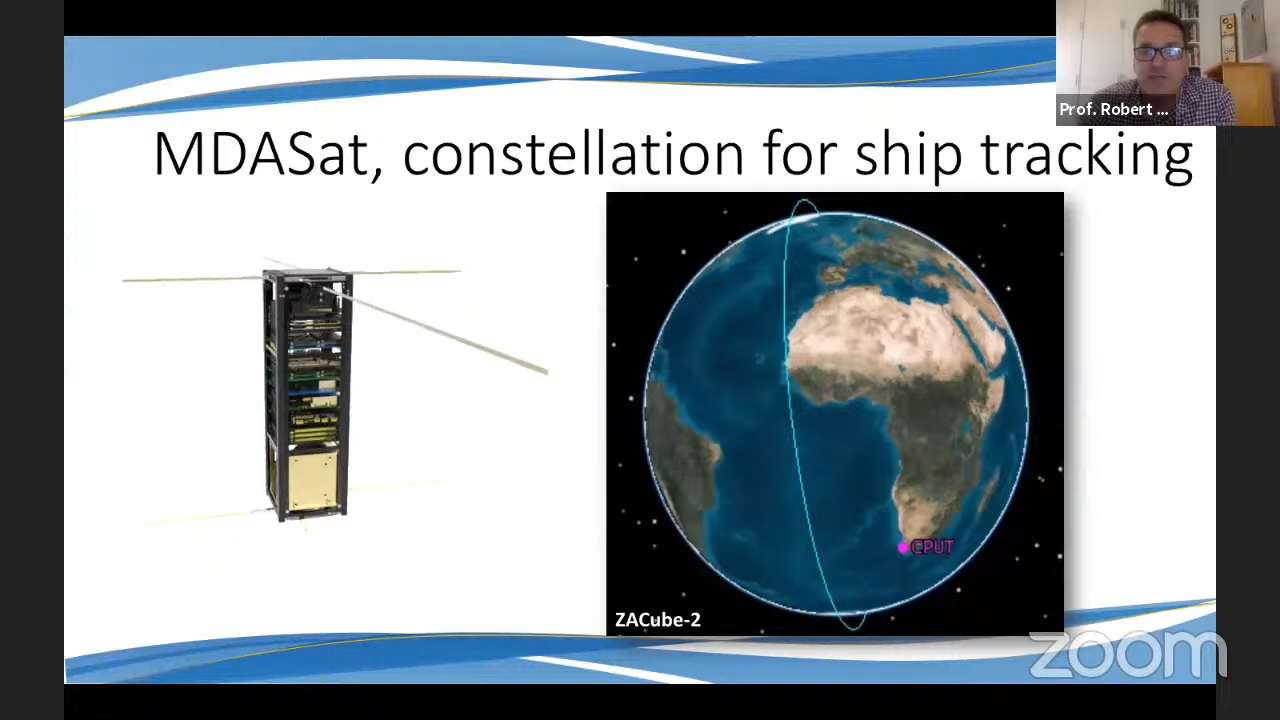 Prof. Robert ...
MDASat, constellation for ship tracking
CPUT
ZACube-2
zoom